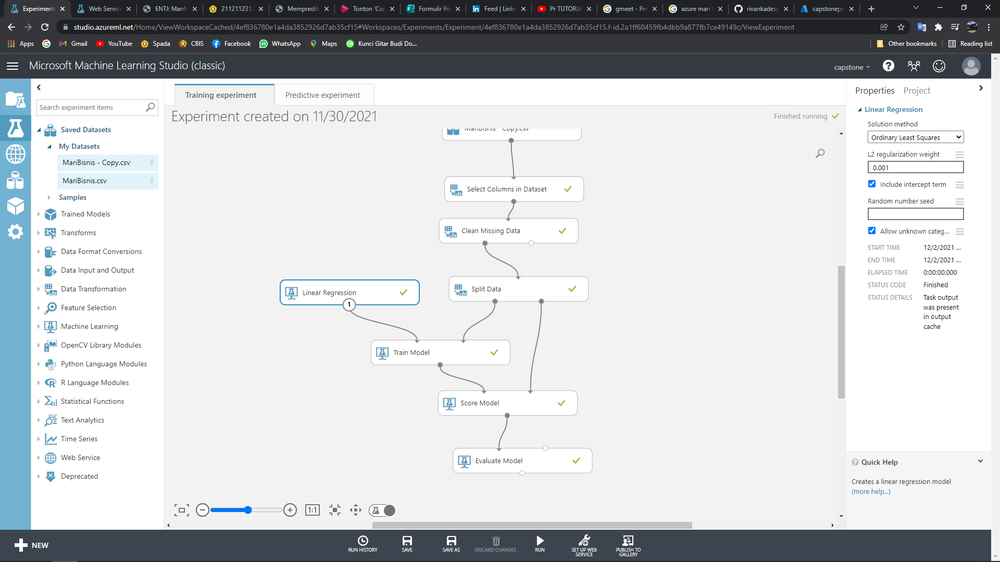 Experiments
Web Service
ENTJ: Manfa
2112112312
Mempredik
Tonton 'Cap
Formulir Pe
Feed | Linke
Pr TUTORIA
gmeet - Pe
azure mari b
rivankadesy
capstonepr
studio.azureml.net/Home/ViewWorkspaceCached/4ef836780e1a4da3852926d7ab35cf15#Workspaces/Experiments/Experiment/4ef836780e1a4da3852926d7ab35cf15.f-id.2a1ff60459fb4dbb9a877fb7ce49149c/ViewExperiment
Apps Gmail YouTube Spada CBIS Facebook WhatsApp Maps Kunci Gitar Budi Do... Other bookmarks Reading list
Microsoft Machine Learning Studio (classic)
capstone
Search experiment items
Saved Datasets
My Datasets
MariBisnis - Copy.csv
MariBisnis.csv
Samples
Trained Models
Transforms
Data Format Conversions
Data Input and Output
Data Transformation
Feature Selection
Machine Learning
OpenCV Library Modules
Python Language Modules
R Language Modules
Statistical Functions
Text Analytics
Time Series
Web Service
Deprecated
Training experiment
Predictive experiment
Experiment created on 11/30/2021
Finished running
MariBisnis - Copy.csv
Select Columns in Dataset
Clean Missing Data
Linear Regression
1
Split Data
Train Model
Score Model
Evaluate Model
1:1
Properties Project
Linear Regression
Solution method
Ordinary Least Squares
L2 regularization weight
0.001
Include intercept term
Random number seed
Allow unknown categ...
START TIME 12/2/2021 ...
END TIME 12/2/2021 ...
ELAPSED TIME 0:00:00.000
STATUS CODE Finished
STATUS DETAILS Task output
was present
in output
cache
Quick Help
Creates a linear regression model
(more help...)
NEW
RUN HISTORY
SAVE
SAVE AS
DISCARD CHANGES
RUN
SET UP WEB
SERVICE
PUBLISH TO
GALLERY